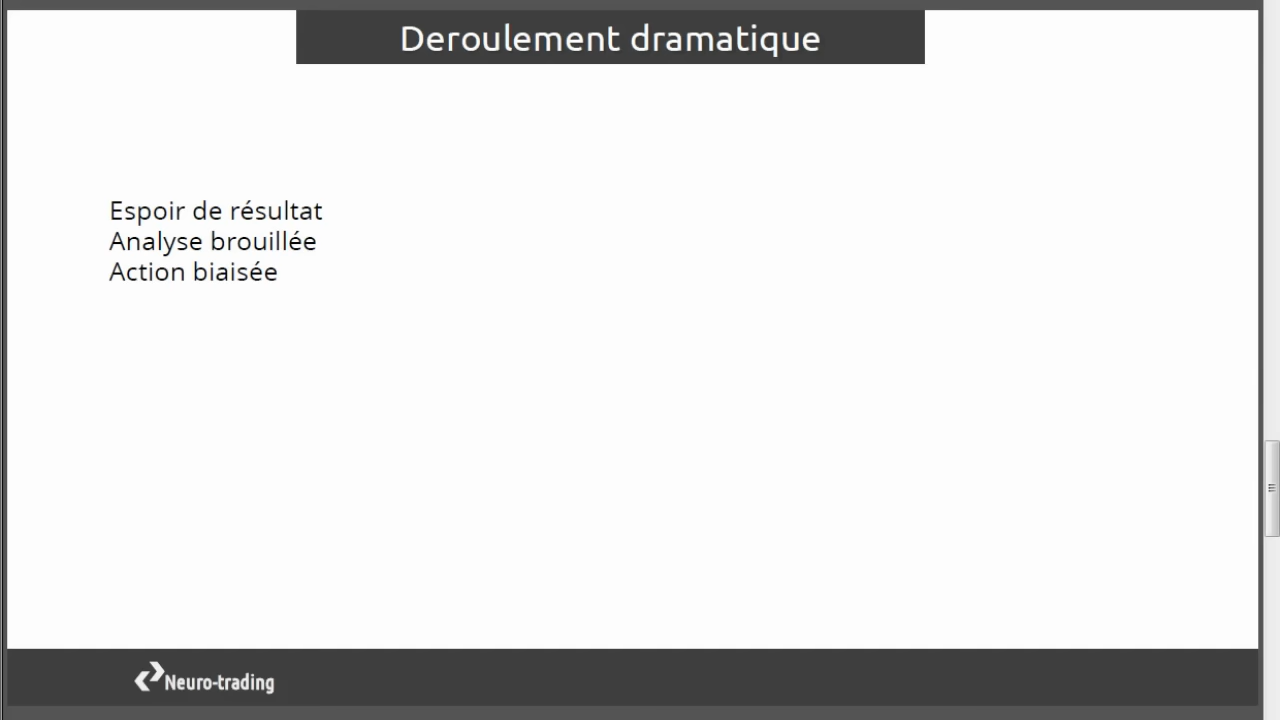 Deroulement dramatique
Espoir de résultat
Analyse brouillée
Action biaisée
Neuro-trading